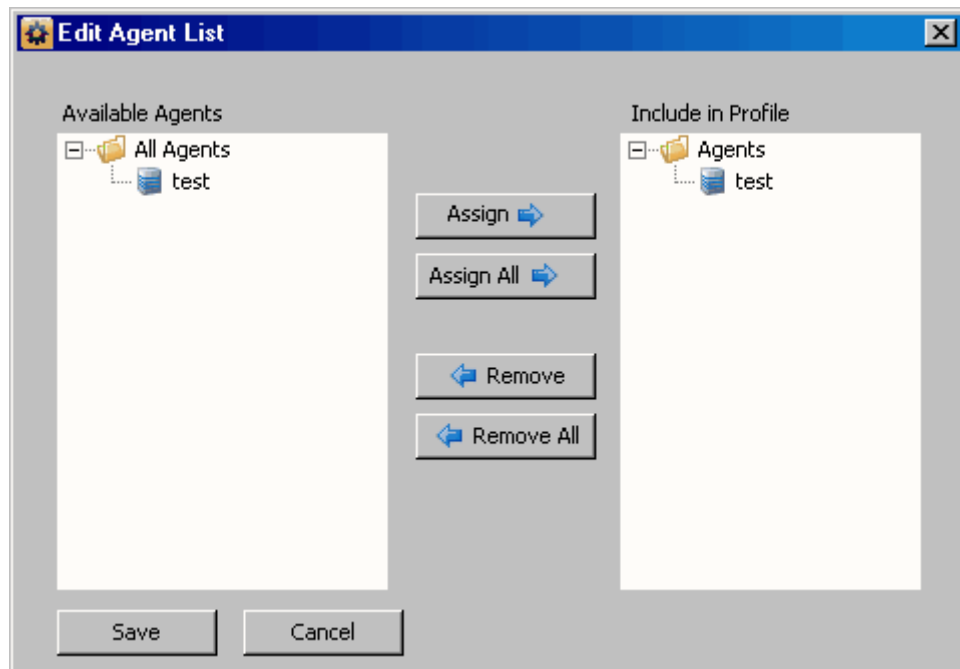 Edit Agent List
Available Agents
All Agents
test
Assign
Assign All
Remove
Remove All
Include in Profile
Agents
test
Save
Cancel